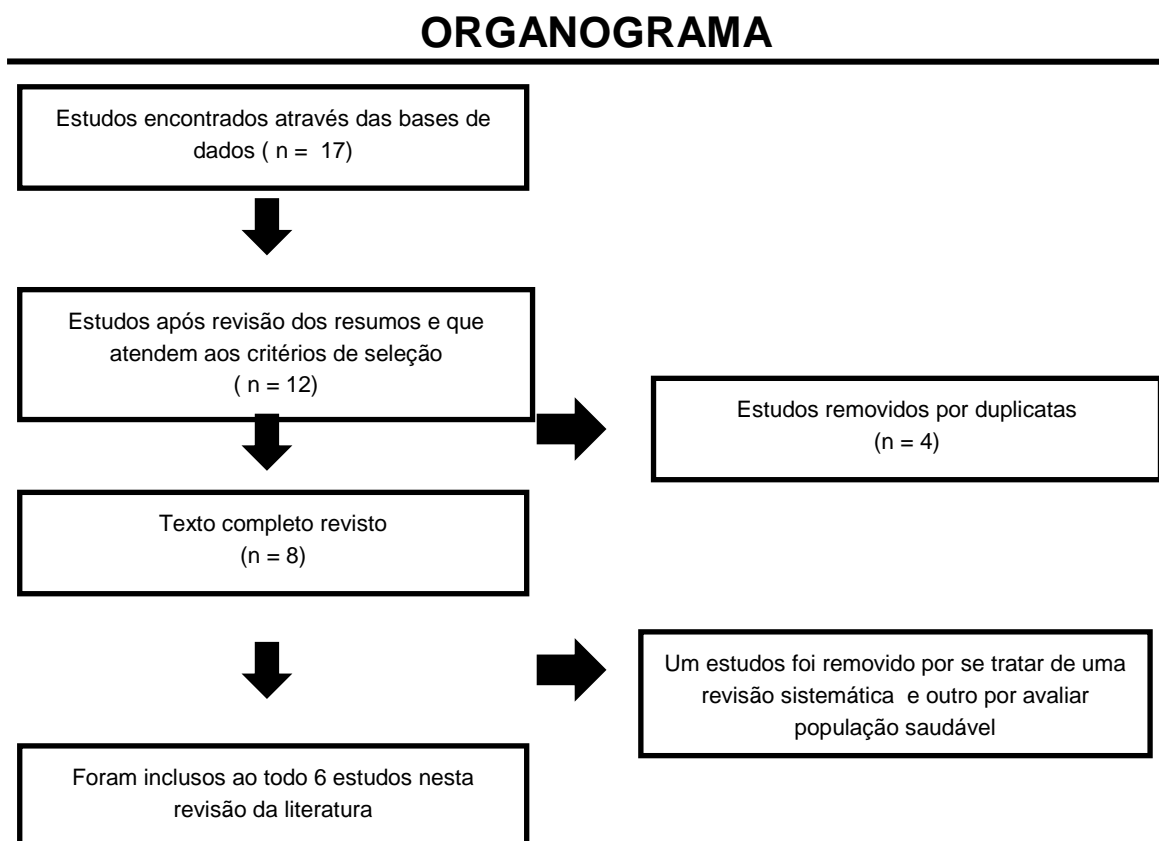 ORGANOGRAMA
Estudos encontrados através das bases de
dados ( n = 17)
Estudos após revisão dos resumos e que
atendem aos critérios de seleção
( n = 12)
Estudos removidos por duplicatas
(n = 4)
Texto completo revisto
(n = 8)
Um estudos foi removido por se tratar de uma
revisão sistemática e outro por avaliar
população saudável
Foram inclusos ao todo 6 estudos nesta
revisão da literatura